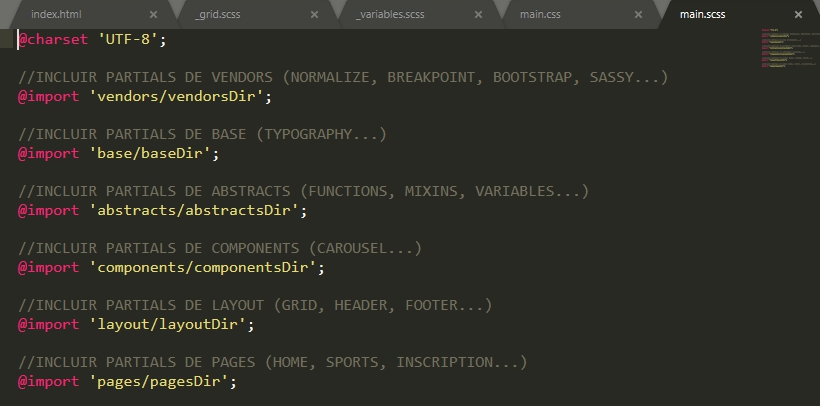 index.html × _grid.scss × _variables.scss × main.css × main.scss ×
@charset 'UTF-8';
//INCLUIR PARTIALS DE VENDORS (NORMALIZE, BREAKPOINT, BOOTSTRAP, SASSY...)
@import 'vendors/vendorsDir';
//INCLUIR PARTIALS DE BASE (TYPOGRAPHY...)
@import 'base/baseDir';
//INCLUIR PARTIALS DE ABSTRACTS (FUNCTIONS, MIXINS, VARIABLES...)
@import 'abstracts/abstractsDir';
//INCLUIR PARTIALS DE COMPONENTS (CAROUSEL...)
@import 'components/componentsDir';
//INCLUIR PARTIALS DE LAYOUT (GRID, HEADER, FOOTER...)
@import 'layout/layoutDir';
//INCLUIR PARTIALS DE PAGES (HOME, SPORTS, INSCRIPTION...)
@import 'pages/pagesDir';